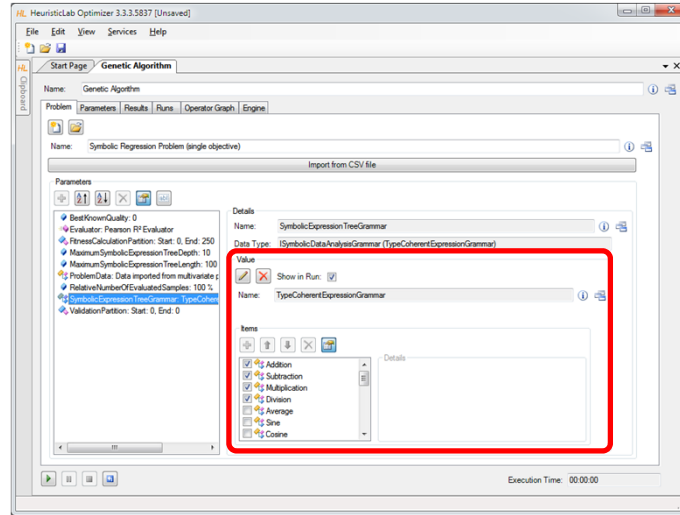 HL HeuristicLab Optimizer 3.3.3.5837 [Unsaved]
File Edit View Services Help
HL Clipboard
Start Page Genetic Algorithm
Name: Genetic Algorithm
Problem Parameters Results Runs Operator Graph Engine
Name: Symbolic Regression Problem (single objective)
Import from CSV file
Parameters
BestKnownQuality: 0
Evaluator: Pearson R² Evaluator
FitnessCalculationPartition: Start: 0, End: 250
MaximumSymbolicExpressionTreeDepth: 10
MaximumSymbolicExpressionTreeLength: 100
ProblemData: Data imported from multivariate p
RelativeNumberOfEvaluatedSamples: 100 %
SymbolicExpressionTreeGrammar: TypeCoheren
ValidationPartition: Start: 0, End: 0
Details
Name: SymbolicExpressionTreeGrammar
Data Type: ISymbolicDataAnalysisGrammar (TypeCoherentExpressionGrammar)
Value
Show in Run:
Name: TypeCoherentExpressionGrammar
Items
Addition
Subtraction
Multiplication
Division
Average
Sine
Cosine
Details
Execution Time: 00:00:00